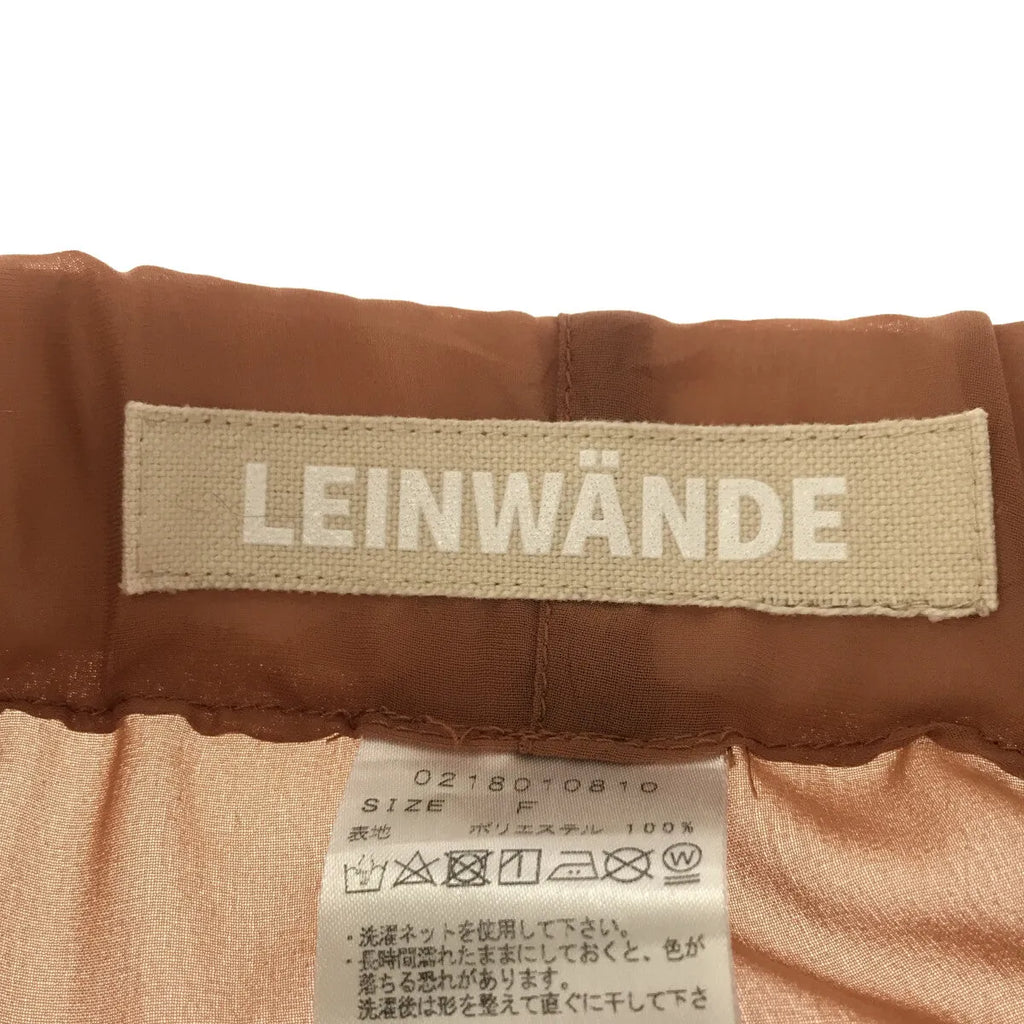 LEINWÄNDE
0218010810
SIZE F
表地 ポリエステル 100%
W
・洗濯ネットを使用して下さい。
・長時間濡れたままにしておくと、色が
落ちる恐れがあります。
洗濯後は形を整えて直ぐに干して下さ